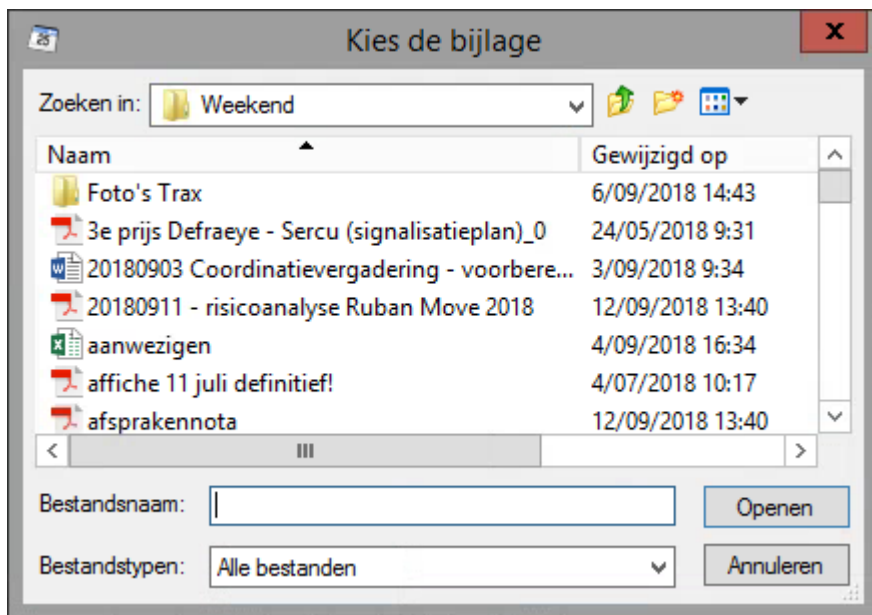 Kies de bijlage
Zoeken in: Weekend
Naam Gewijzigd op
Foto's Trax 6/09/2018 14:43
3e prijs Defraeye - Sercu (signalisatieplan)_0 24/05/2018 9:31
20180903 Coordinatievergadering - voorbere... 3/09/2018 9:34
20180911 - risicoanalyse Ruban Move 2018 12/09/2018 13:40
aanwezigen 4/09/2018 16:34
affiche 11 juli definitief! 4/07/2018 10:17
afsprakennota 12/09/2018 13:40
Bestandsnaam: Openen
Bestandstypen: Alle bestanden Annuleren